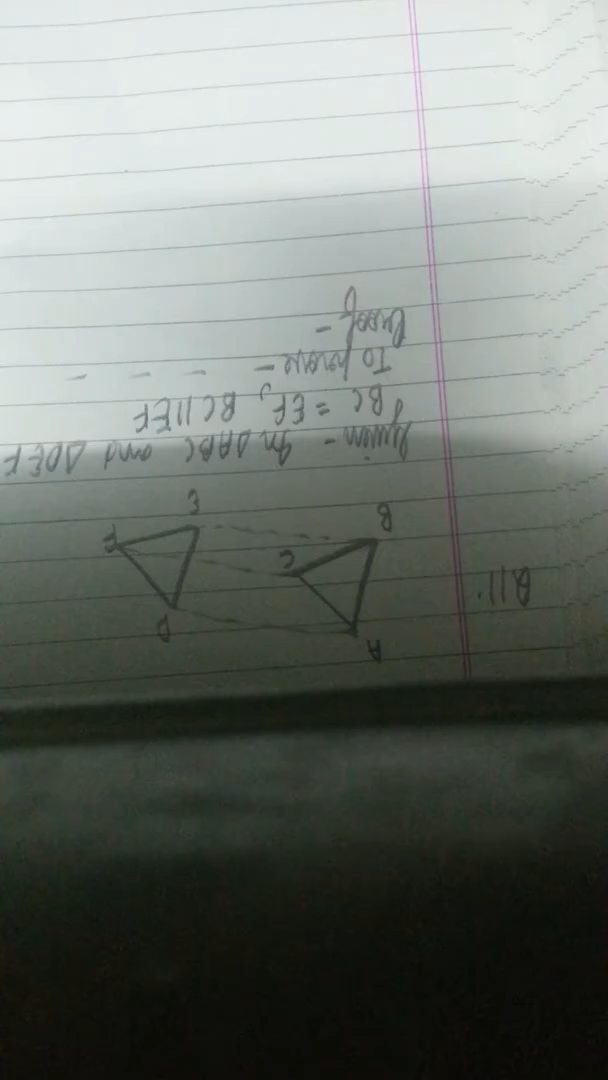 Q11.
A
D
B
C
E
F
Given - In ΔABC and ΔDEF
BC = EF, BC || EF
To prove - - - -
Proof -